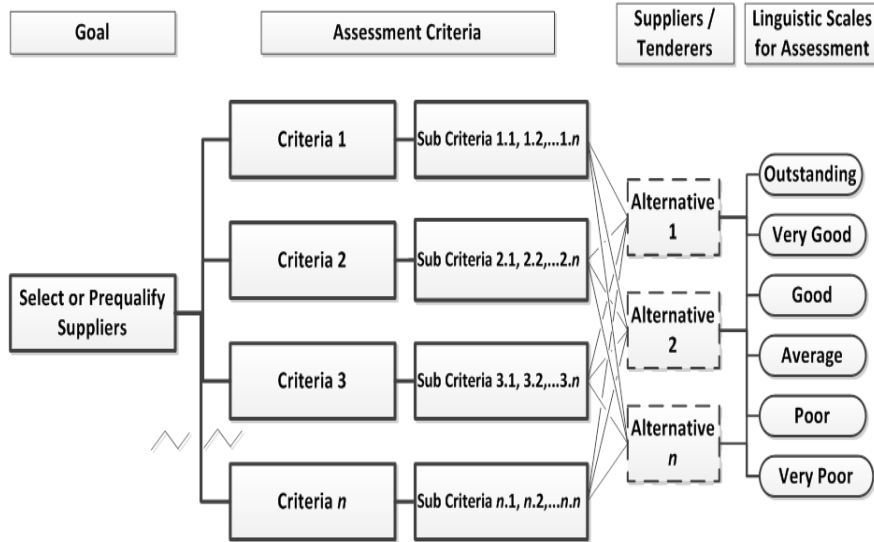 Goal
Assessment Criteria
Suppliers /
Tenderers
Linguistic Scales
for Assessment
Select or Prequalify
Suppliers
Criteria 1
Sub Criteria 1.1, 1.2,...1.n
Criteria 2
Sub Criteria 2.1, 2.2,...2.n
Criteria 3
Sub Criteria 3.1, 3.2,...3.n
Criteria n
Sub Criteria n.1, n.2,...n.n
Alternative
1
Alternative
2
Alternative
n
Outstanding
Very Good
Good
Average
Poor
Very Poor